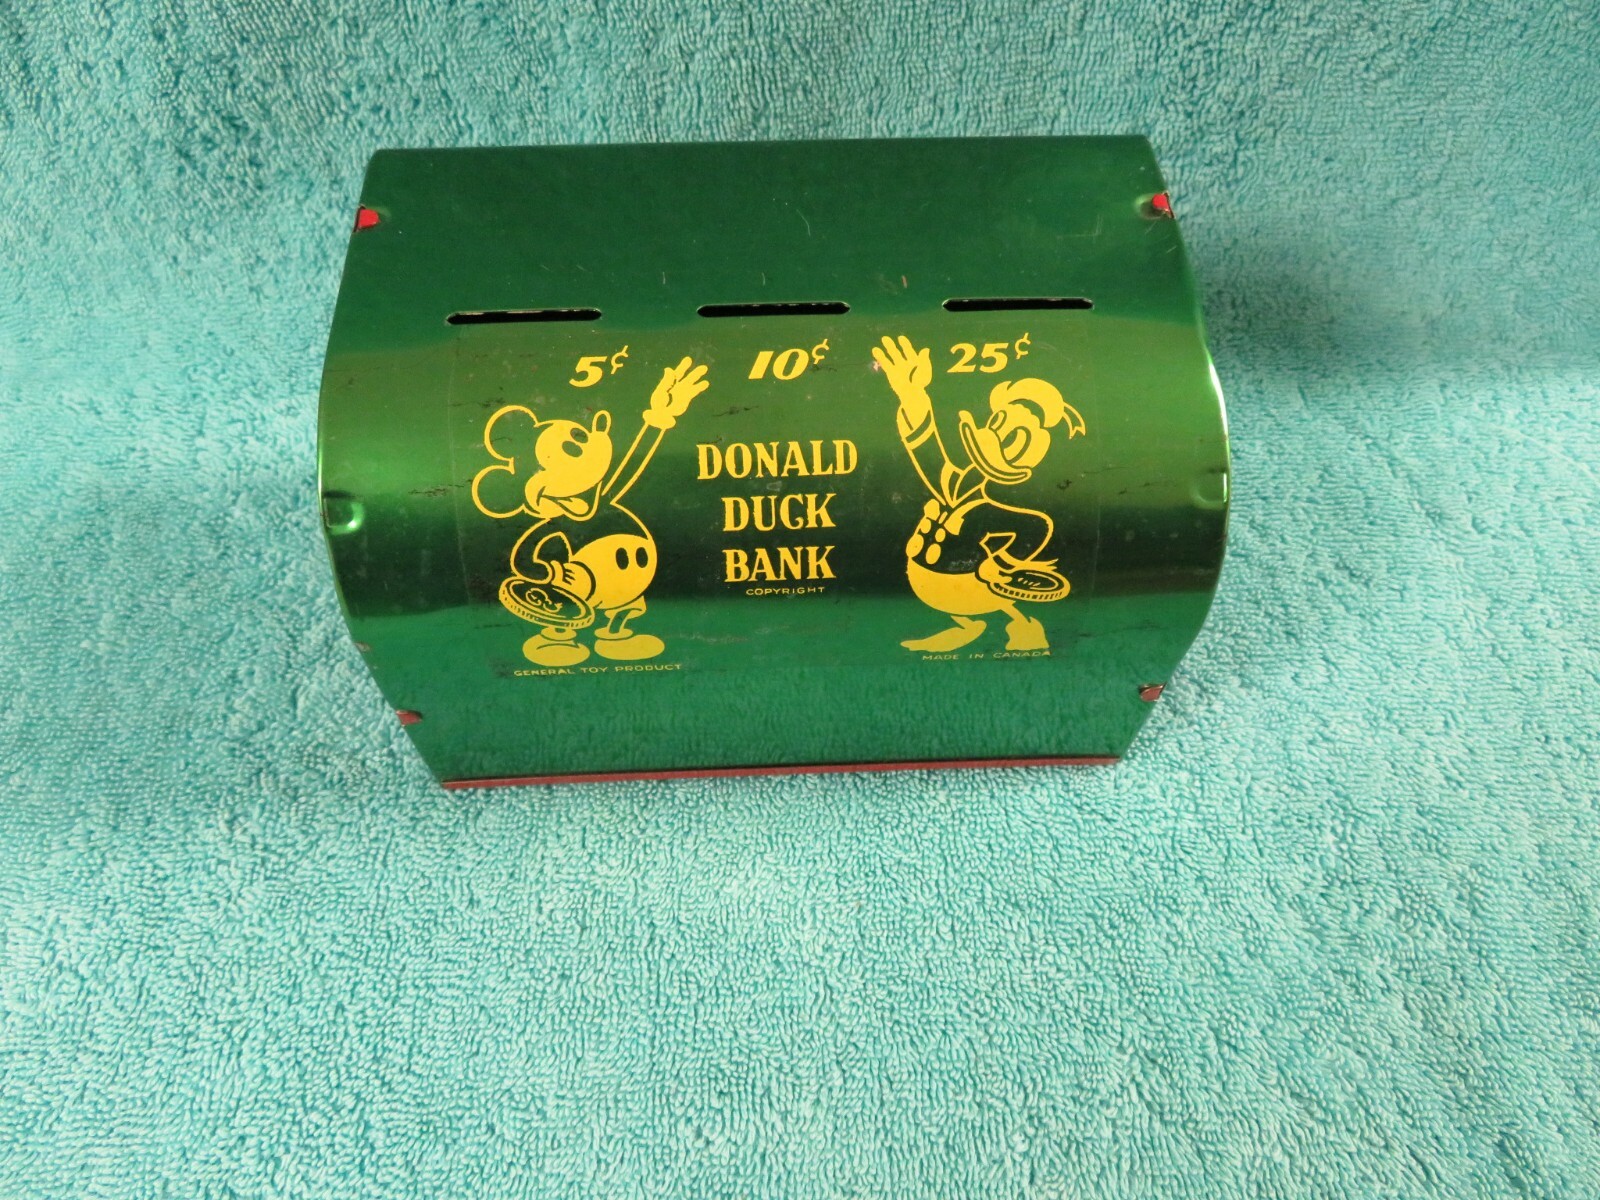 5¢ 10¢ 25¢
DONALD
DUCK
BANK
COPYRIGHT
GENERAL TOY PRODUCT
MADE IN CANADA